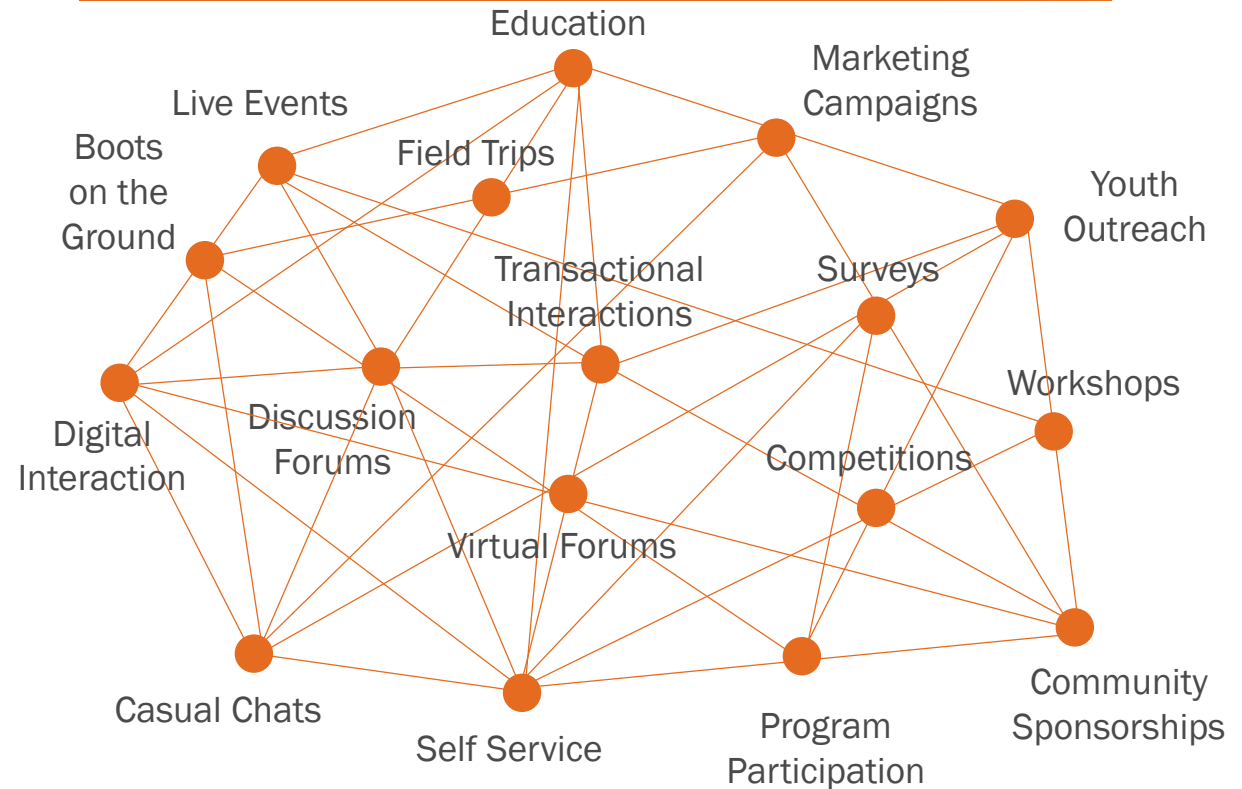 Education
Marketing
Campaigns
Live Events
Boots
on the
Ground
Field Trips
Youth
Outreach
Transactional
Interactions
Surveys
Workshops
Discussion
Forums
Digital
Interaction
Competitions
Virtual Forums
Casual Chats
Self Service
Program
Participation
Community
Sponsorships